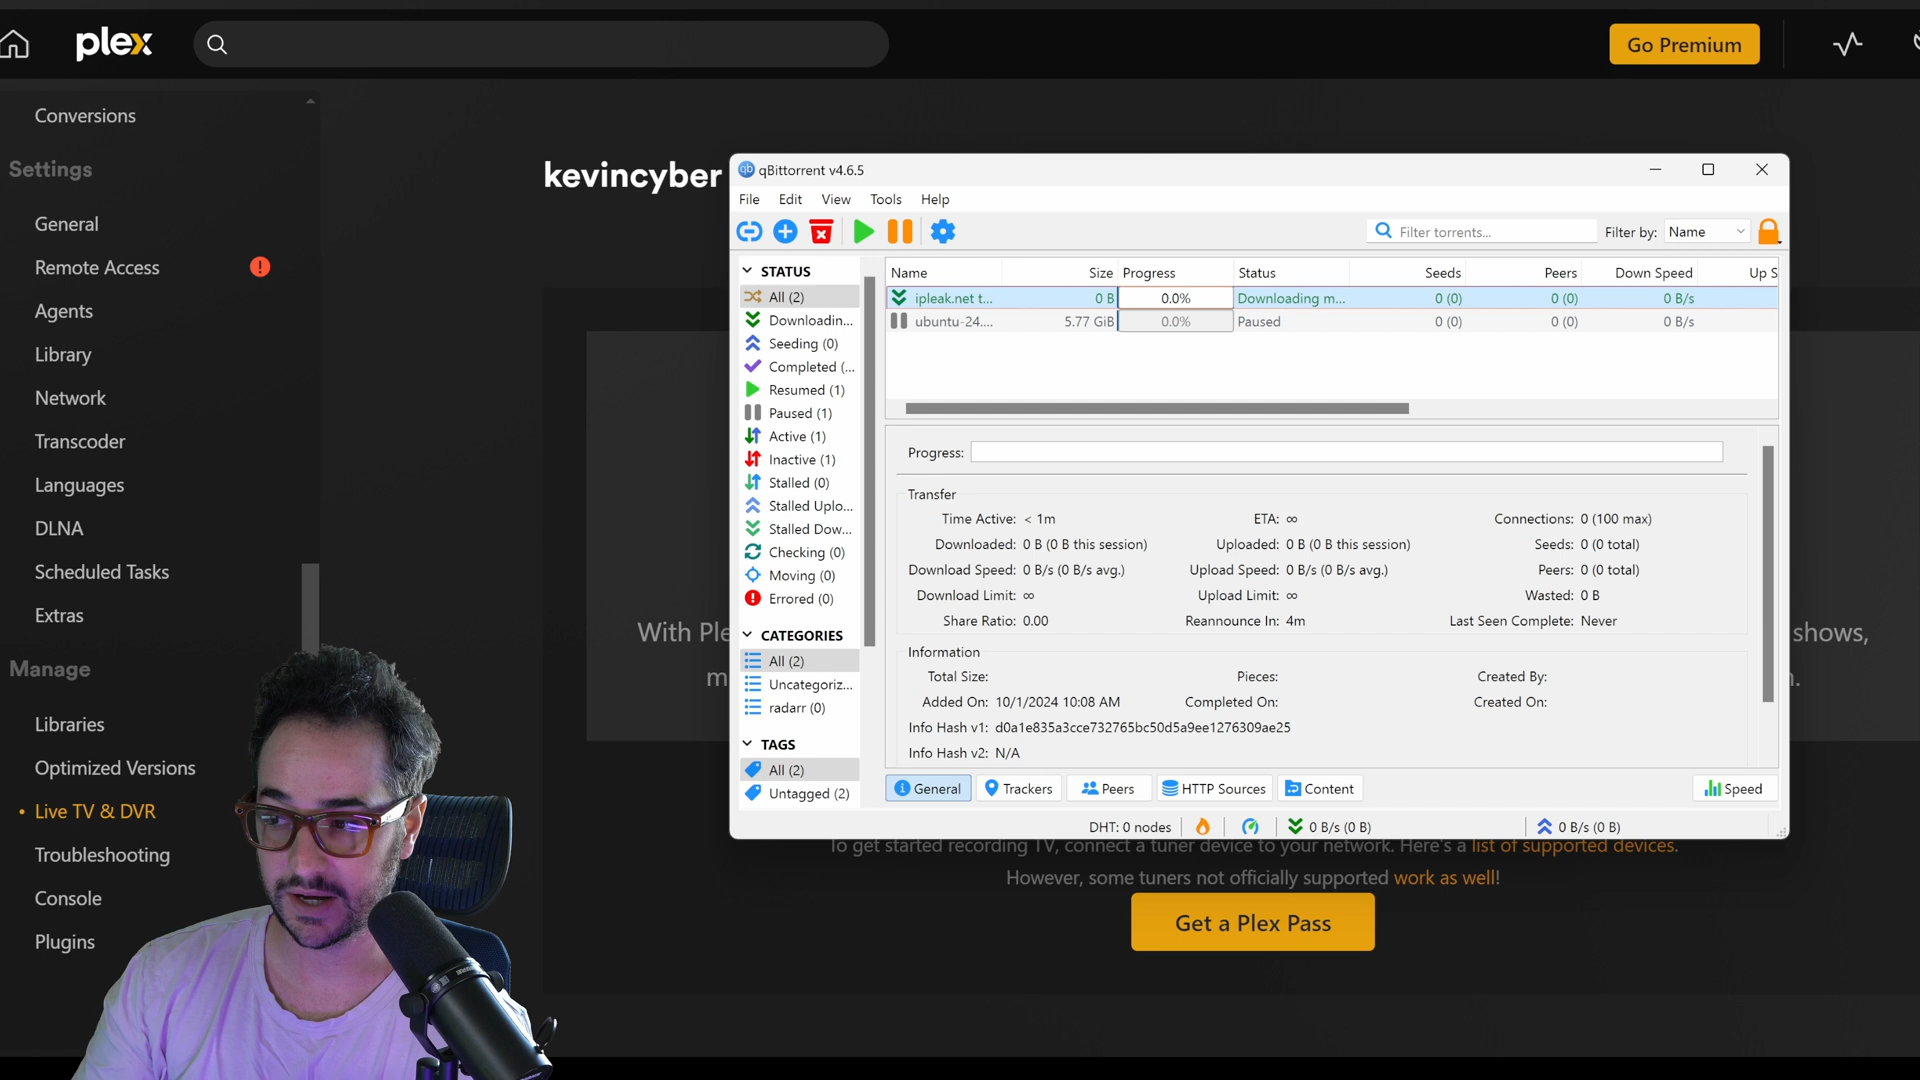 plex
Go Premium
Conversions
Settings
General
Remote Access
Agents
Library
Network
Transcoder
Languages
DLNA
Scheduled Tasks
Extras
Manage
Libraries
Optimized Versions
Live TV & DVR
Troubleshooting
Console
Plugins
kevincyber
qb qBittorrent v4.6.5
File Edit View Tools Help
Filter torrents...
Filter by: Name
STATUS
All (2)
Downloadin...
Seeding (0)
Completed (...
Resumed (1)
Paused (1)
Active (1)
Inactive (1)
Stalled (0)
Stalled Uplo...
Stalled Dow...
Checking (0)
Moving (0)
Errored (0)
CATEGORIES
All (2)
Uncategoriz...
radarr (0)
TAGS
All (2)
Untagged (2)
Name Size Progress Status Seeds Peers Down Speed Up S
ipleak.net t... 0 B 0.0% Downloading m... 0 (0) 0 (0) 0 B/s
ubuntu-24.... 5.77 GiB 0.0% Paused 0 (0) 0 (0) 0 B/s
Progress:
Transfer
Time Active: < 1m ETA: ∞ Connections: 0 (100 max)
Downloaded: 0 B (0 B this session) Uploaded: 0 B (0 B this session) Seeds: 0 (0 total)
Download Speed: 0 B/s (0 B/s avg.) Upload Speed: 0 B/s (0 B/s avg.) Peers: 0 (0 total)
Download Limit: ∞ Upload Limit: ∞ Wasted: 0 B
Share Ratio: 0.00 Reannounce In: 4m Last Seen Complete: Never
Information
Total Size: Pieces: Created By:
Added On: 10/1/2024 10:08 AM Completed On: Created On:
Info Hash v1: d0a1e835a3cce732765bc50d5a9ee1276309ae25
Info Hash v2: N/A
General Trackers Peers HTTP Sources Content Speed
DHT: 0 nodes 0 B/s (0 B) 0 B/s (0 B)
With Ple
m
shows,
To get started recording TV, connect a tuner device to your network. Here's a list of supported devices.
However, some tuners not officially supported work as well!
Get a Plex Pass